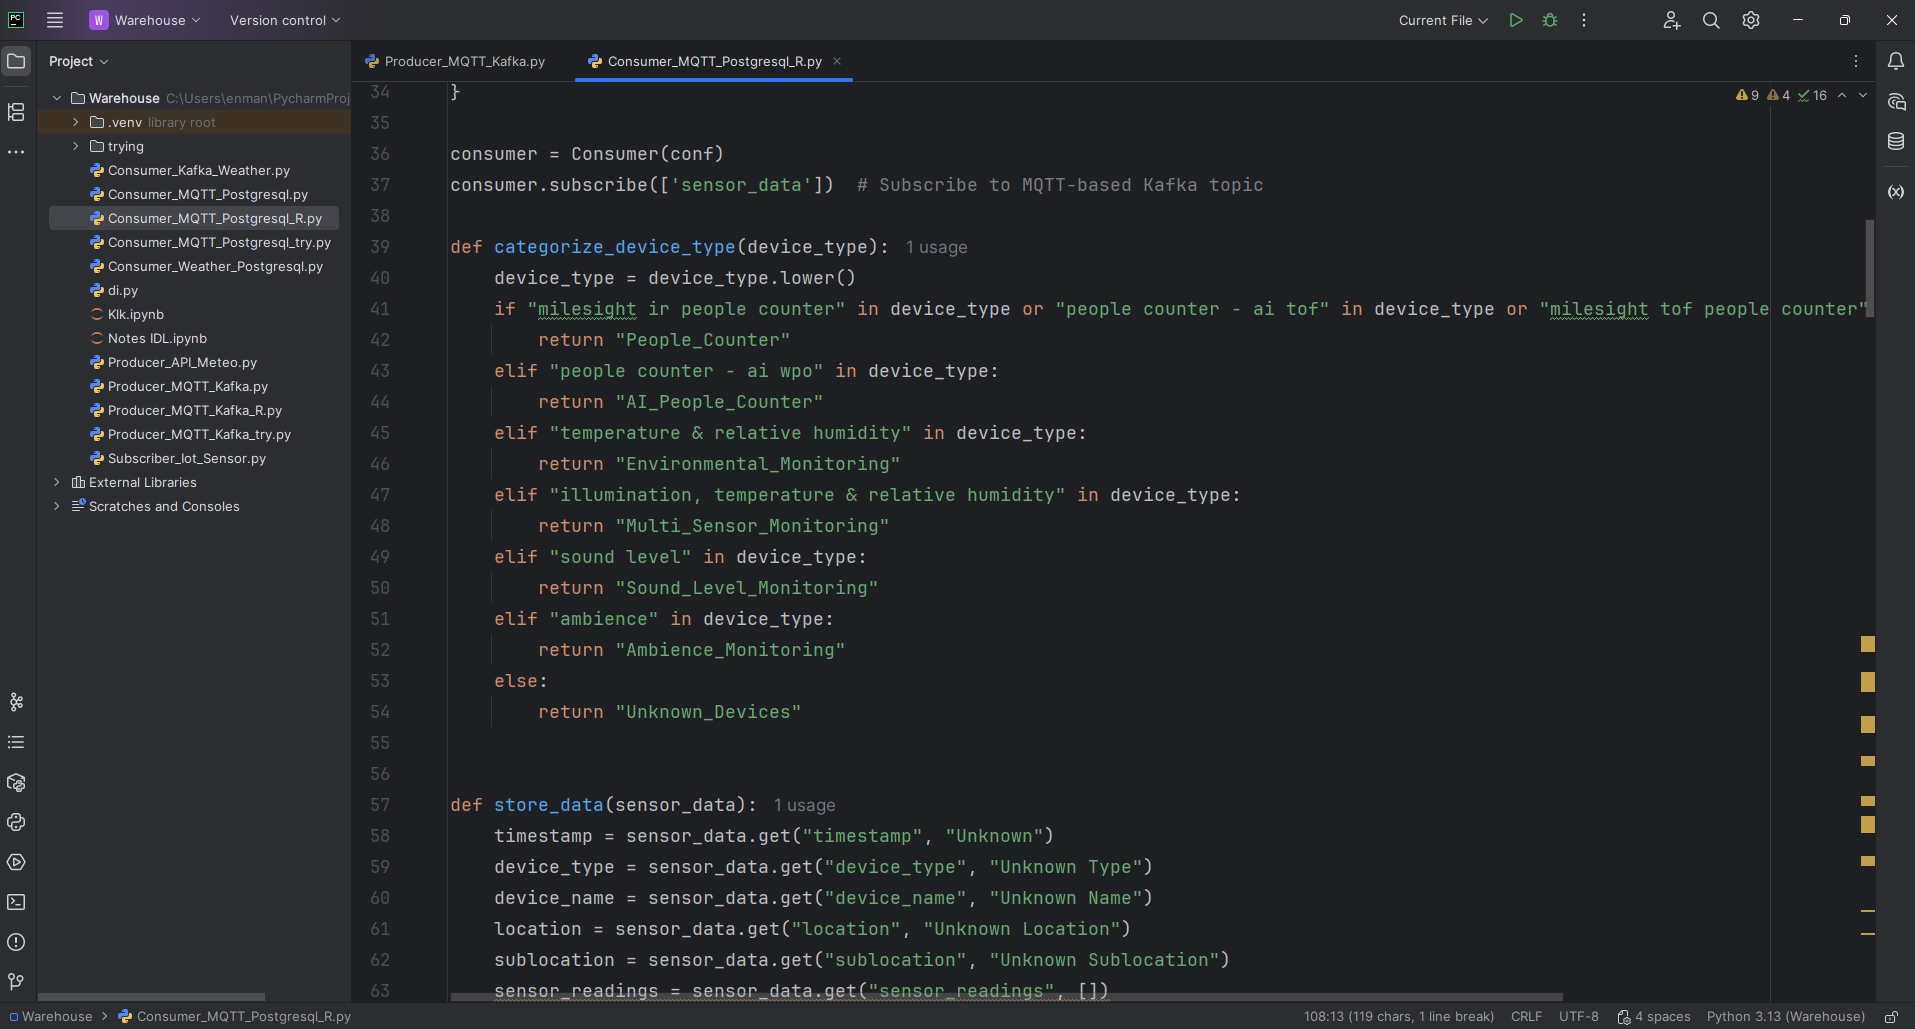 PC
W Warehouse Version control Current File
Project
Producer_MQTT_Kafka.py Consumer_MQTT_Postgresql_R.py
Warehouse C:\Users\enman\PycharmProj
.venv library root
trying
Consumer_Kafka_Weather.py
Consumer_MQTT_Postgresql.py
Consumer_MQTT_Postgresql_R.py
Consumer_MQTT_Postgresql_try.py
Consumer_Weather_Postgresql.py
di.py
Klk.ipynb
Notes IDL.ipynb
Producer_API_Meteo.py
Producer_MQTT_Kafka.py
Producer_MQTT_Kafka_R.py
Producer_MQTT_Kafka_try.py
Subscriber_Iot_Sensor.py
External Libraries
Scratches and Consoles
9 4 16
34 }
35
36 consumer = Consumer(conf)
37 consumer.subscribe(['sensor_data'])  # Subscribe to MQTT-based Kafka topic
38
39 def categorize_device_type(device_type): 1 usage
40     device_type = device_type.lower()
41     if "milesight ir people counter" in device_type or "people counter - ai tof" in device_type or "milesight tof people counter"
42         return "People_Counter"
43     elif "people counter - ai wpo" in device_type:
44         return "AI_People_Counter"
45     elif "temperature & relative humidity" in device_type:
46         return "Environmental_Monitoring"
47     elif "illumination, temperature & relative humidity" in device_type:
48         return "Multi_Sensor_Monitoring"
49     elif "sound level" in device_type:
50         return "Sound_Level_Monitoring"
51     elif "ambience" in device_type:
52         return "Ambience_Monitoring"
53     else:
54         return "Unknown_Devices"
55
56
57 def store_data(sensor_data): 1 usage
58     timestamp = sensor_data.get("timestamp", "Unknown")
59     device_type = sensor_data.get("device_type", "Unknown Type")
60     device_name = sensor_data.get("device_name", "Unknown Name")
61     location = sensor_data.get("location", "Unknown Location")
62     sublocation = sensor_data.get("sublocation", "Unknown Sublocation")
63     sensor_readings = sensor_data.get("sensor_readings", [])
Warehouse > Consumer_MQTT_Postgresql_R.py 108:13 (119 chars, 1 line break) CRLF UTF-8 4 spaces Python 3.13 (Warehouse)